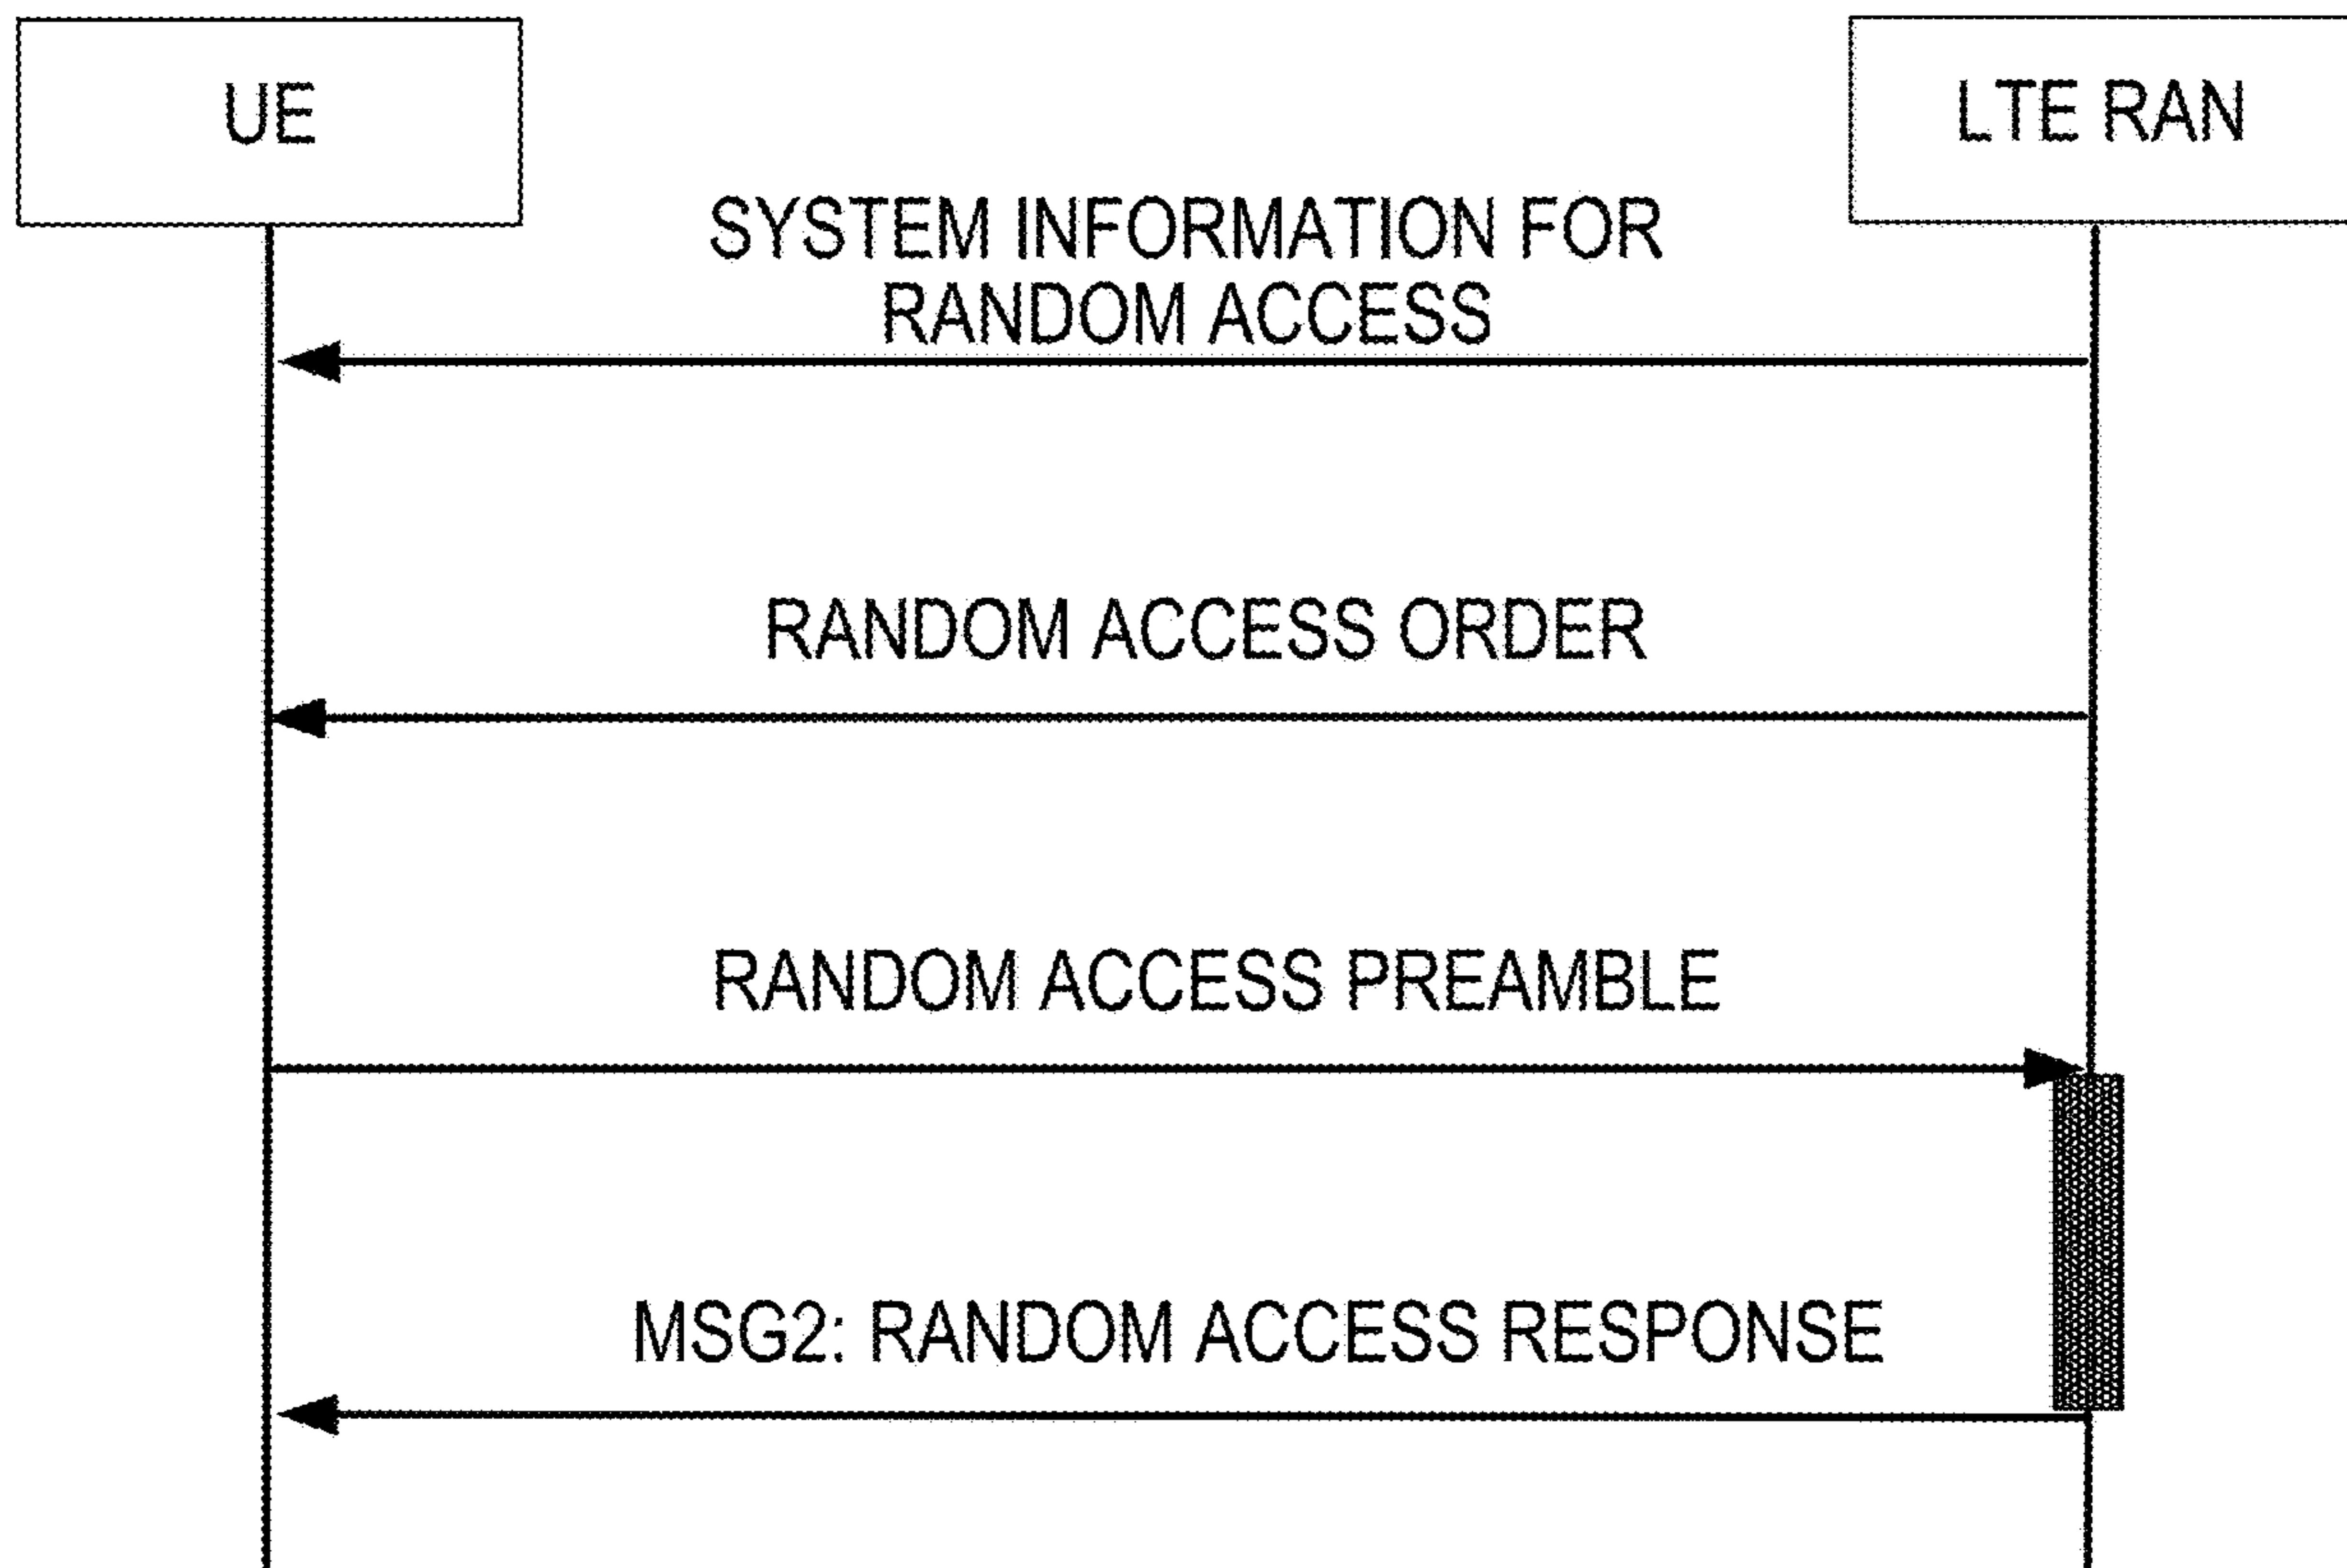 UE
LTE RAN
SYSTEM INFORMATION FOR
RANDOM ACCESS
RANDOM ACCESS ORDER
RANDOM ACCESS PREAMBLE
MSG2: RANDOM ACCESS RESPONSE